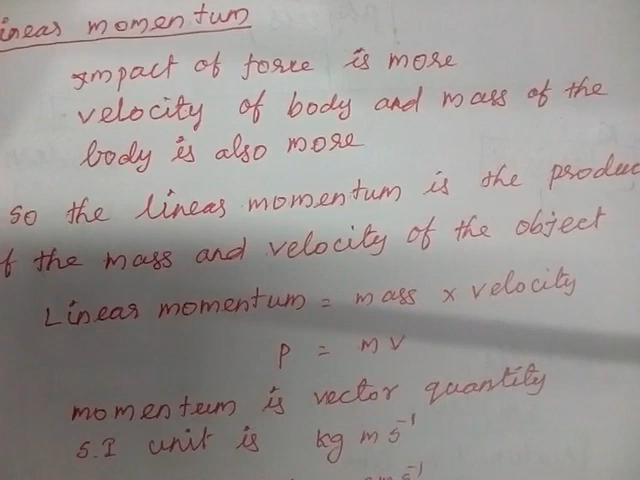 inear momentum
Impact of force is more
velocity of body and mass of the
body is also more
so the linear momentum is the produc
f the mass and velocity of the object
Linear momentum = mass x velocity
P = mv
momentum is vector quantity
S.I unit is kg m s⁻¹